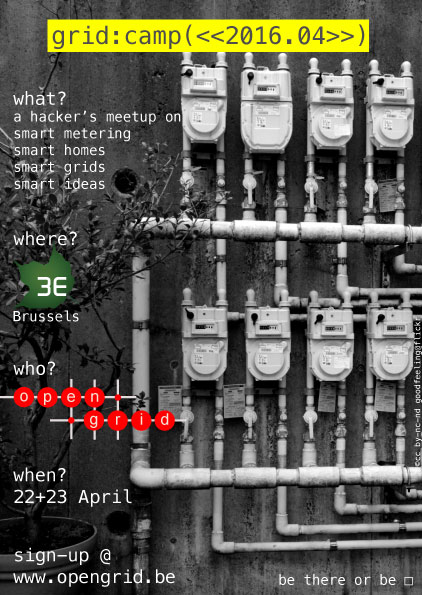 grid:camp(<<2016.04>>)
what?
a hacker's meetup on
smart metering
smart homes
smart grids
smart ideas
where?
3E
Brussels
who?
open
grid
when?
22+23 April
sign-up @
www.opengrid.be
be there or be □
ccc by-nc-nd goodfeeling@flickr